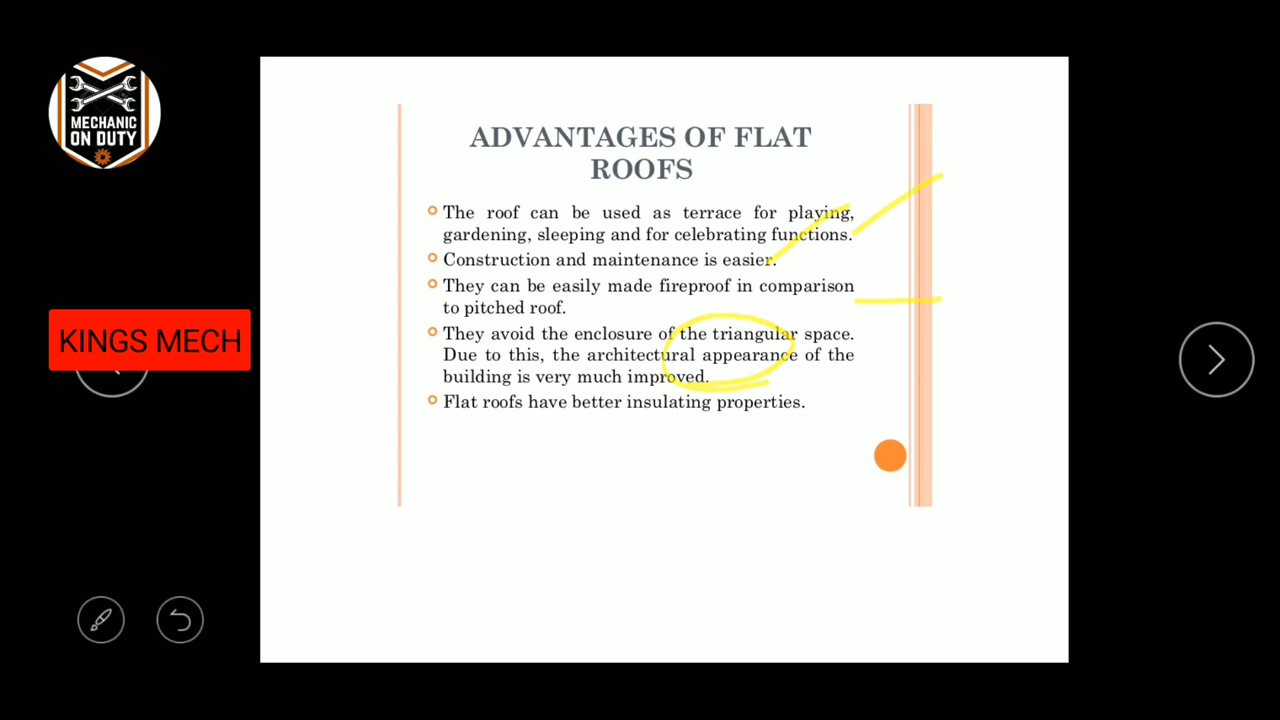 MECHANIC
ON DUTY
ADVANTAGES OF FLAT
ROOFS
The roof can be used as terrace for playing,
gardening, sleeping and for celebrating functions.
Construction and maintenance is easier.
They can be easily made fireproof in comparison
to pitched roof.
They avoid the enclosure of the triangular space.
Due to this, the architectural appearance of the
building is very much improved.
Flat roofs have better insulating properties.
KINGS MECH